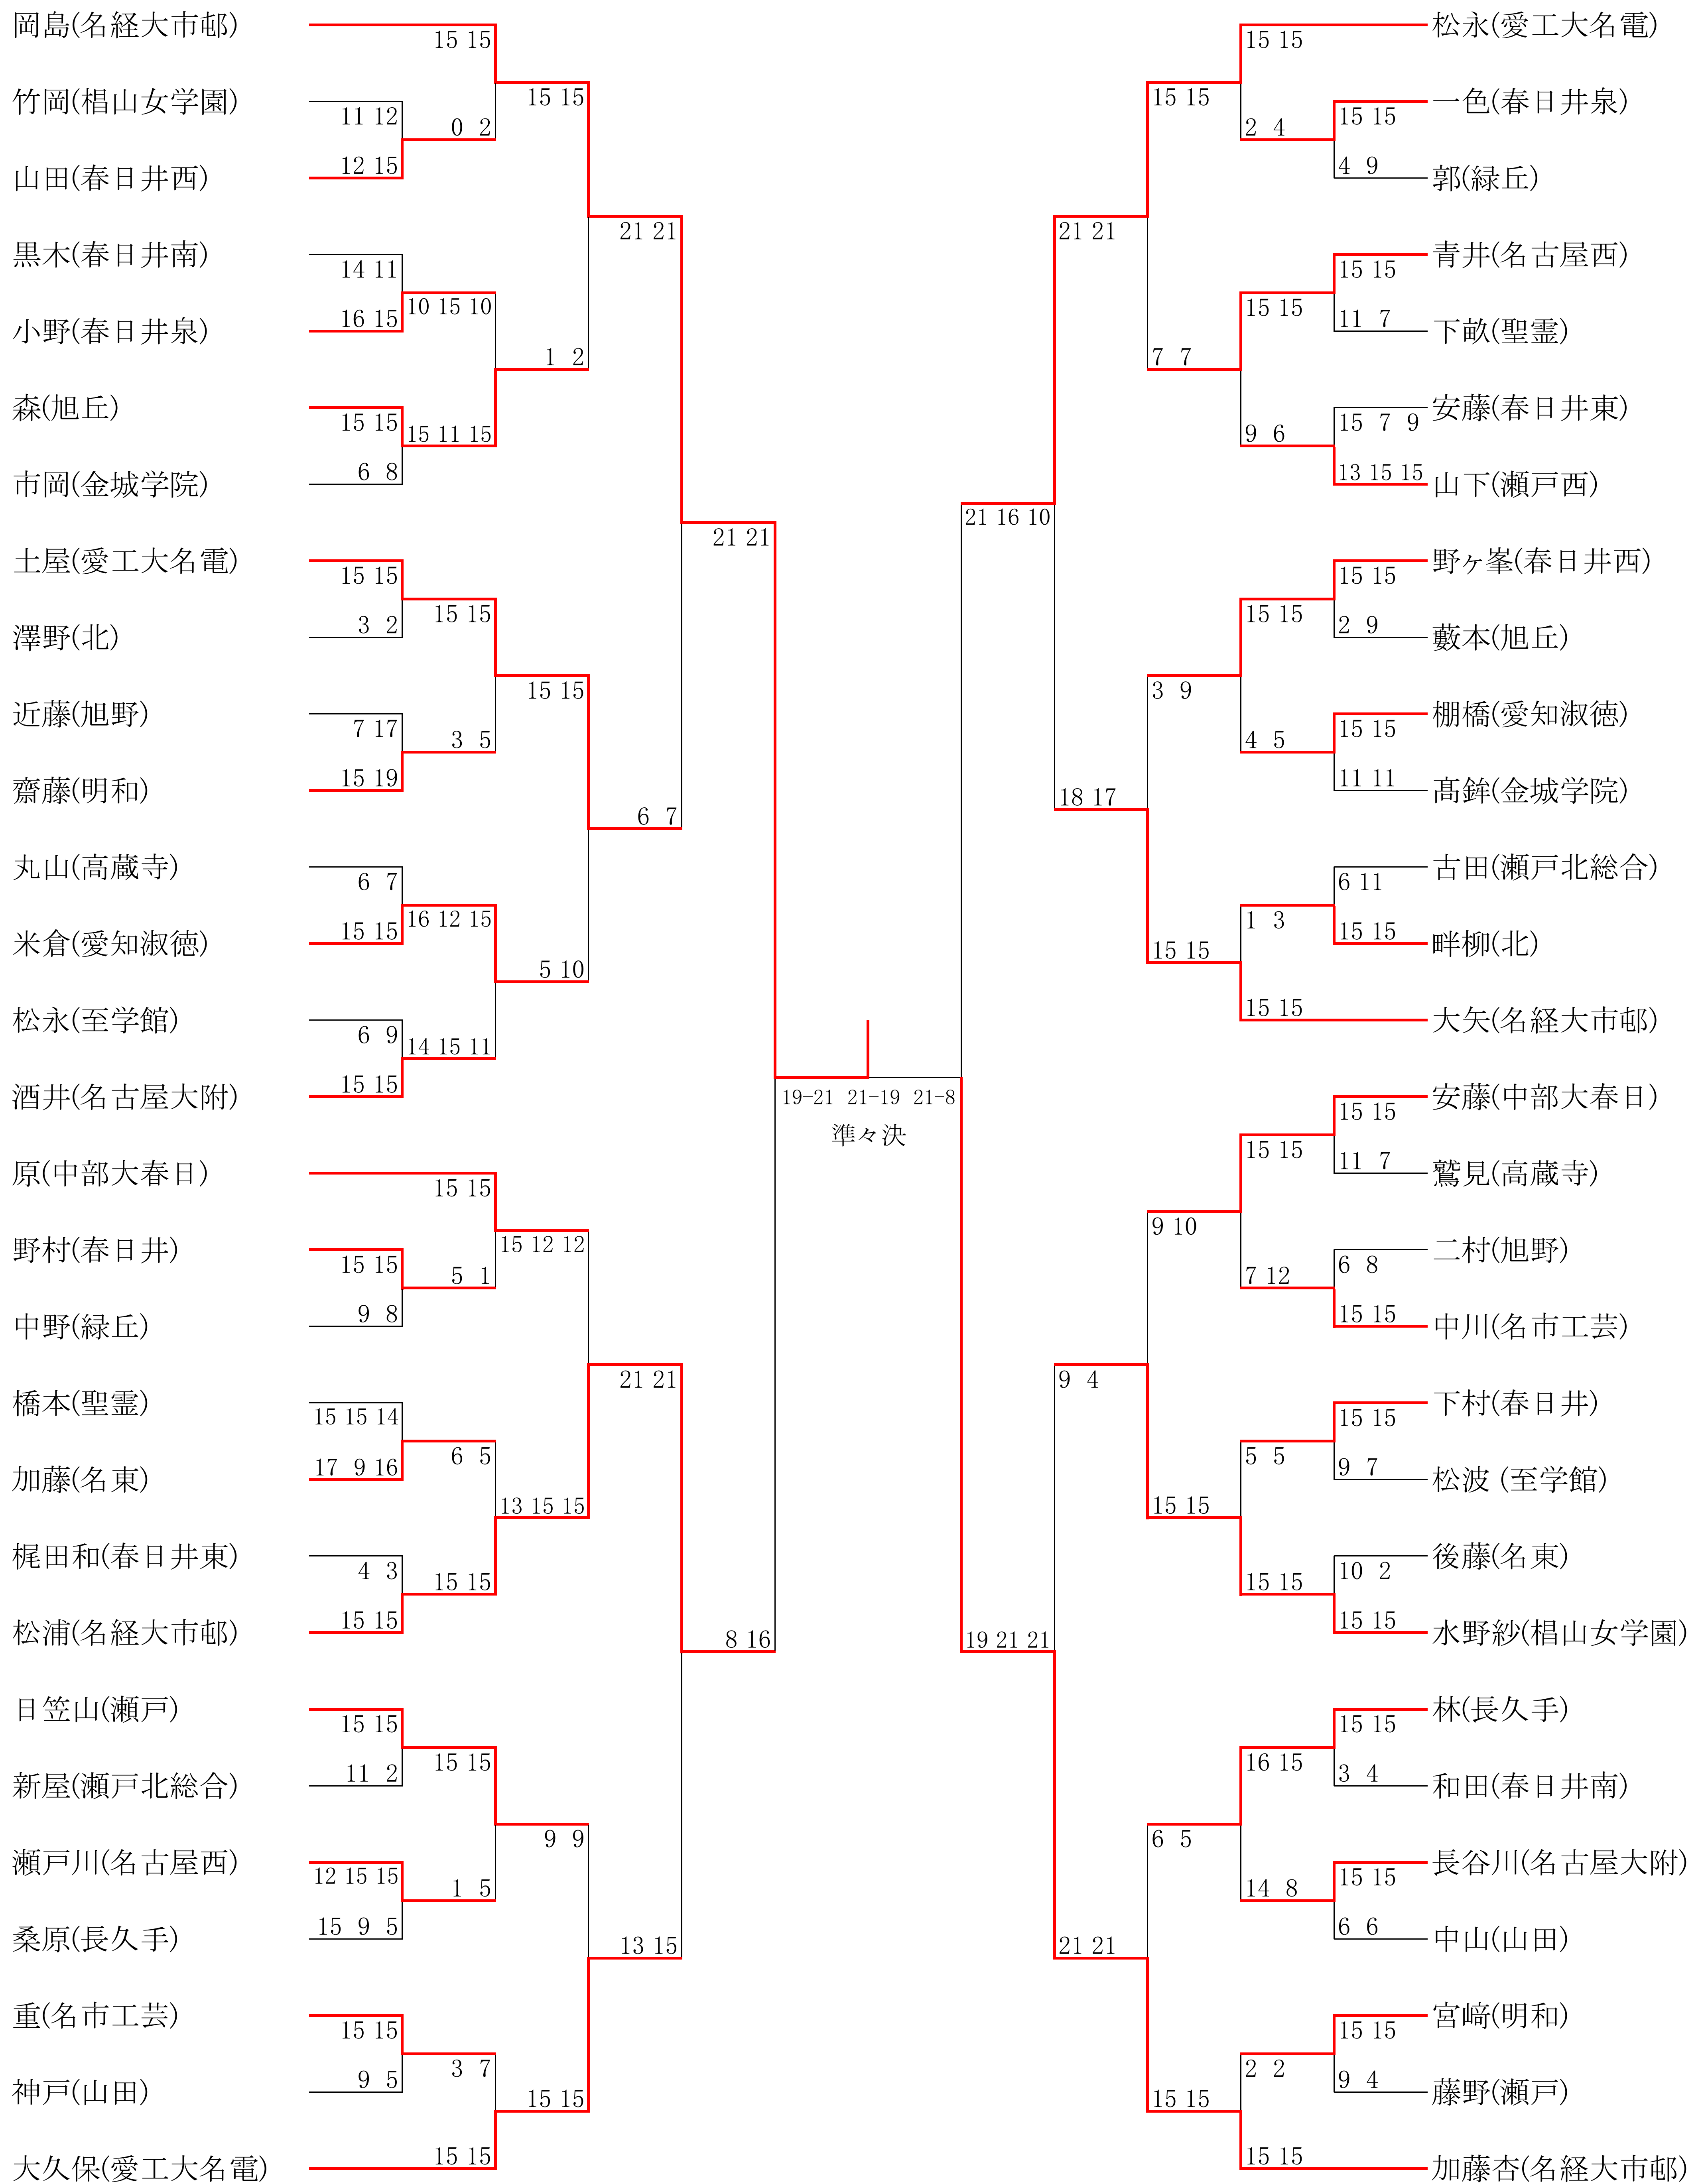 岡島(名経大市邨)
15 15
竹岡(椙山女学園)
11 12
15 15
0 2
山田(春日井西)
12 15
黒木(春日井南)
14 11
21 21
小野(春日井泉)
16 15
10 15 10
1 2
森(旭丘)
15 15
15 11 15
市岡(金城学院)
6 8
21 21
土屋(愛工大名電)
15 15
15 15
澤野(北)
3 2
近藤(旭野)
7 17
15 15
3 5
齋藤(明和)
15 19
6 7
丸山(高蔵寺)
6 7
16 12 15
米倉(愛知淑徳)
15 15
5 10
松永(至学館)
6 9
14 15 11
酒井(名古屋大附)
15 15
原(中部大春日)
15 15
野村(春日井)
15 15
15 12 12
5 1
中野(緑丘)
9 8
橋本(聖霊)
15 15 14
21 21
6 5
加藤(名東)
17 9 16
13 15 15
梶田和(春日井東)
4 3
15 15
松浦(名経大市邨)
15 15
8 16
日笠山(瀬戸)
15 15
15 15
新屋(瀬戸北総合)
11 2
瀬戸川(名古屋西)
12 15 15
9 9
1 5
桑原(長久手)
15 9 5
13 15
重(名市工芸)
15 15
3 7
神戸(山田)
9 5
15 15
大久保(愛工大名電)
15 15
19-21 21-19 21-8
準々決
松永(愛工大名電)
15 15
一色(春日井泉)
15 15
15 15
2 4
郭(緑丘)
4 9
青井(名古屋西)
15 15
21 21
15 15
下畝(聖霊)
11 7
7 7
安藤(春日井東)
15 7 9
9 6
山下(瀬戸西)
13 15 15
21 16 10
野ヶ峯(春日井西)
15 15
15 15
藪本(旭丘)
2 9
棚橋(愛知淑徳)
15 15
3 9
4 5
髙鉾(金城学院)
11 11
18 17
古田(瀬戸北総合)
6 11
1 3
畔柳(北)
15 15
15 15
大矢(名経大市邨)
15 15
安藤(中部大春日)
15 15
15 15
鷲見(高蔵寺)
11 7
9 10
二村(旭野)
6 8
7 12
中川(名市工芸)
15 15
9 4
下村(春日井)
15 15
5 5
松波 (至学館)
9 7
15 15
後藤(名東)
10 2
15 15
水野紗(椙山女学園)
15 15
19 21 21
林(長久手)
15 15
16 15
和田(春日井南)
3 4
6 5
長谷川(名古屋大附)
15 15
14 8
中山(山田)
6 6
21 21
宮﨑(明和)
15 15
2 2
藤野(瀬戸)
9 4
15 15
加藤杏(名経大市邨)
15 15